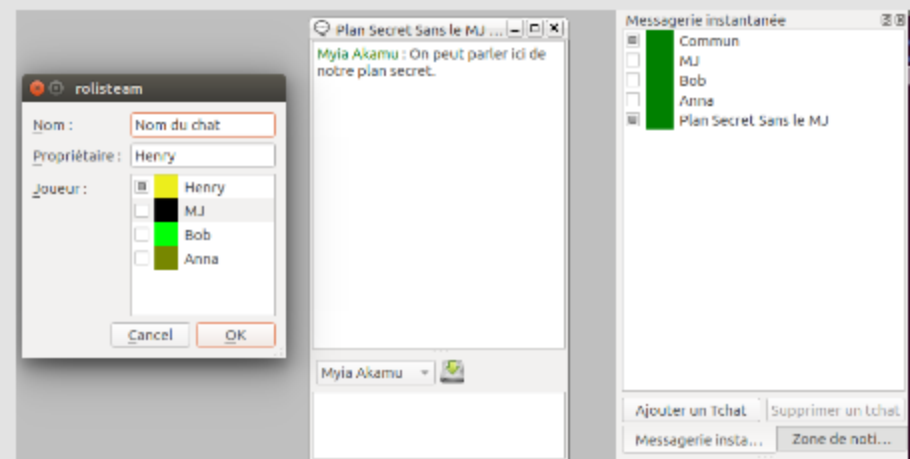 rolisteam
Nom :
Nom du chat
Propriétaire :
Henry
Joueur :
Henry
MJ
Bob
Anna
Cancel
OK
Plan Secret Sans le MJ ...
Myia Akamu : On peut parler ici de
notre plan secret.
Myia Akamu
Messagerie instantanée
Commun
MJ
Bob
Anna
Plan Secret Sans le MJ
Ajouter un Tchat
Supprimer un tchat
Messagerie insta...
Zone de noti...